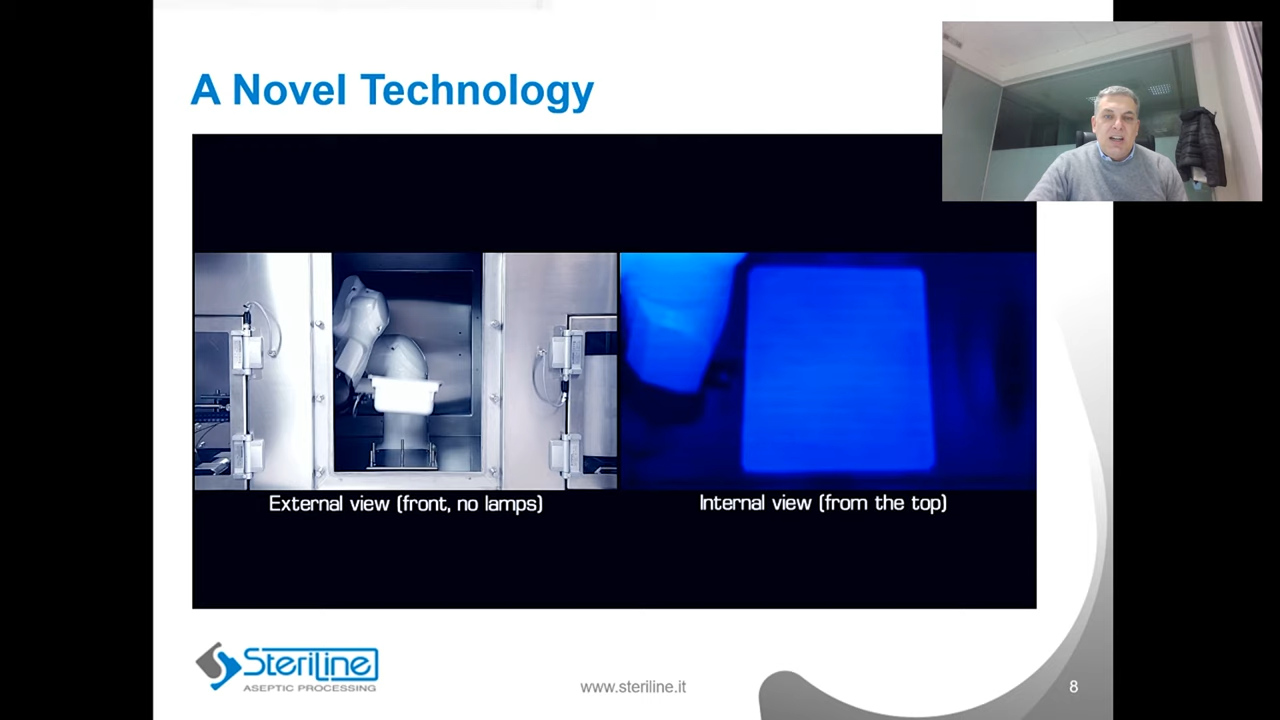 A Novel Technology
External view (front, no lamps)
Internal view (from the top)
SteriLine
ASEPTIC PROCESSING
www.steriline.it
8